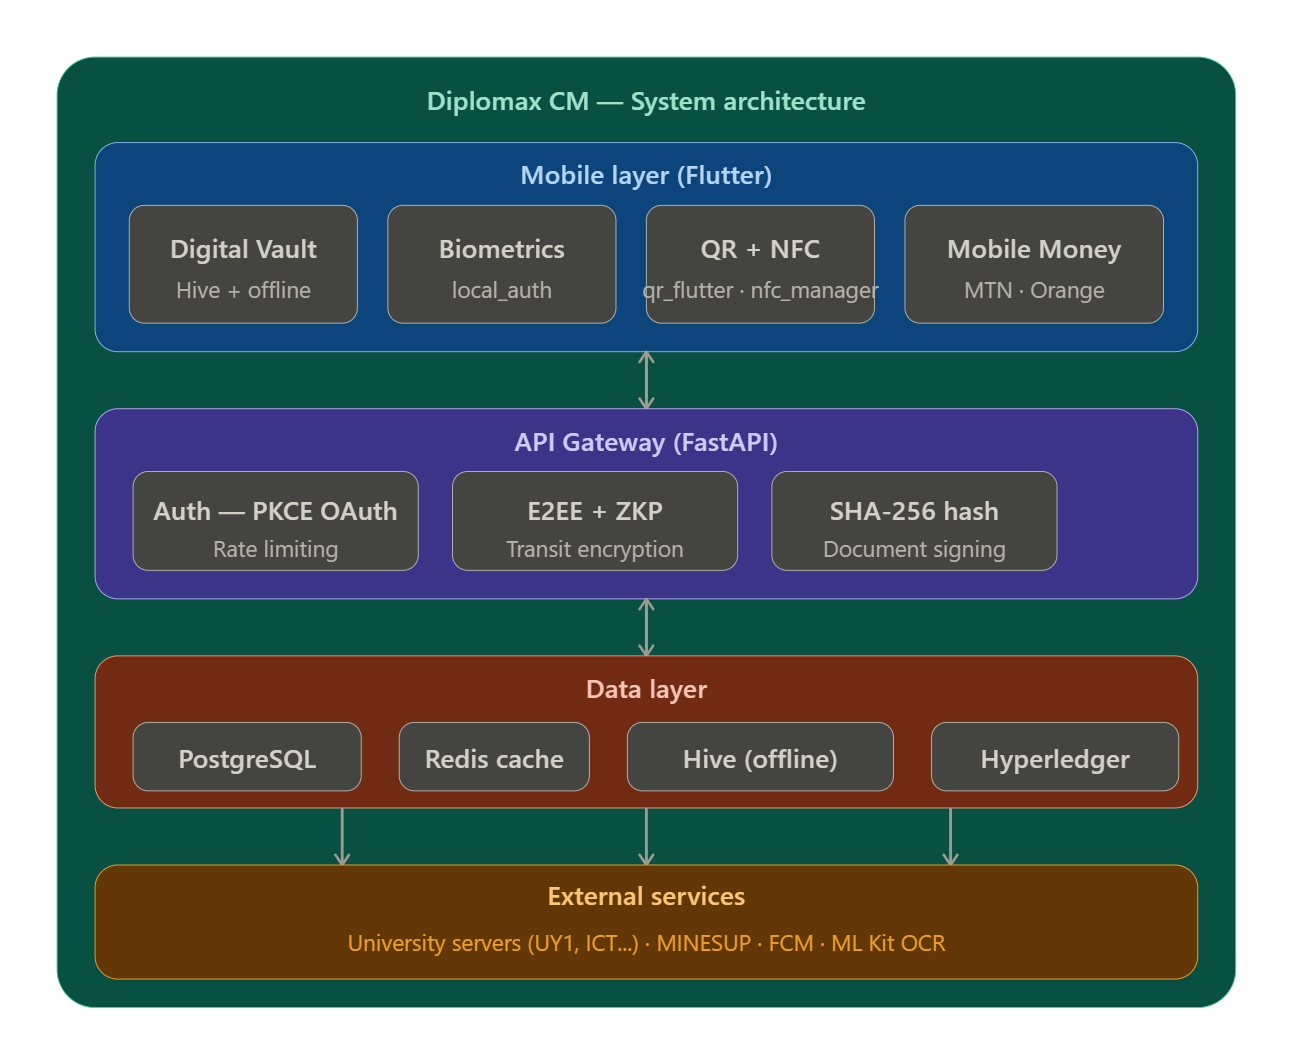 Diplomax CM — System architecture
Mobile layer (Flutter)
Digital Vault
Hive + offline
Biometrics
local_auth
QR + NFC
qr_flutter · nfc_manager
Mobile Money
MTN · Orange
API Gateway (FastAPI)
Auth — PKCE OAuth
Rate limiting
E2EE + ZKP
Transit encryption
SHA-256 hash
Document signing
Data layer
PostgreSQL
Redis cache
Hive (offline)
Hyperledger
External services
University servers (UY1, ICT...) · MINESUP · FCM · ML Kit OCR